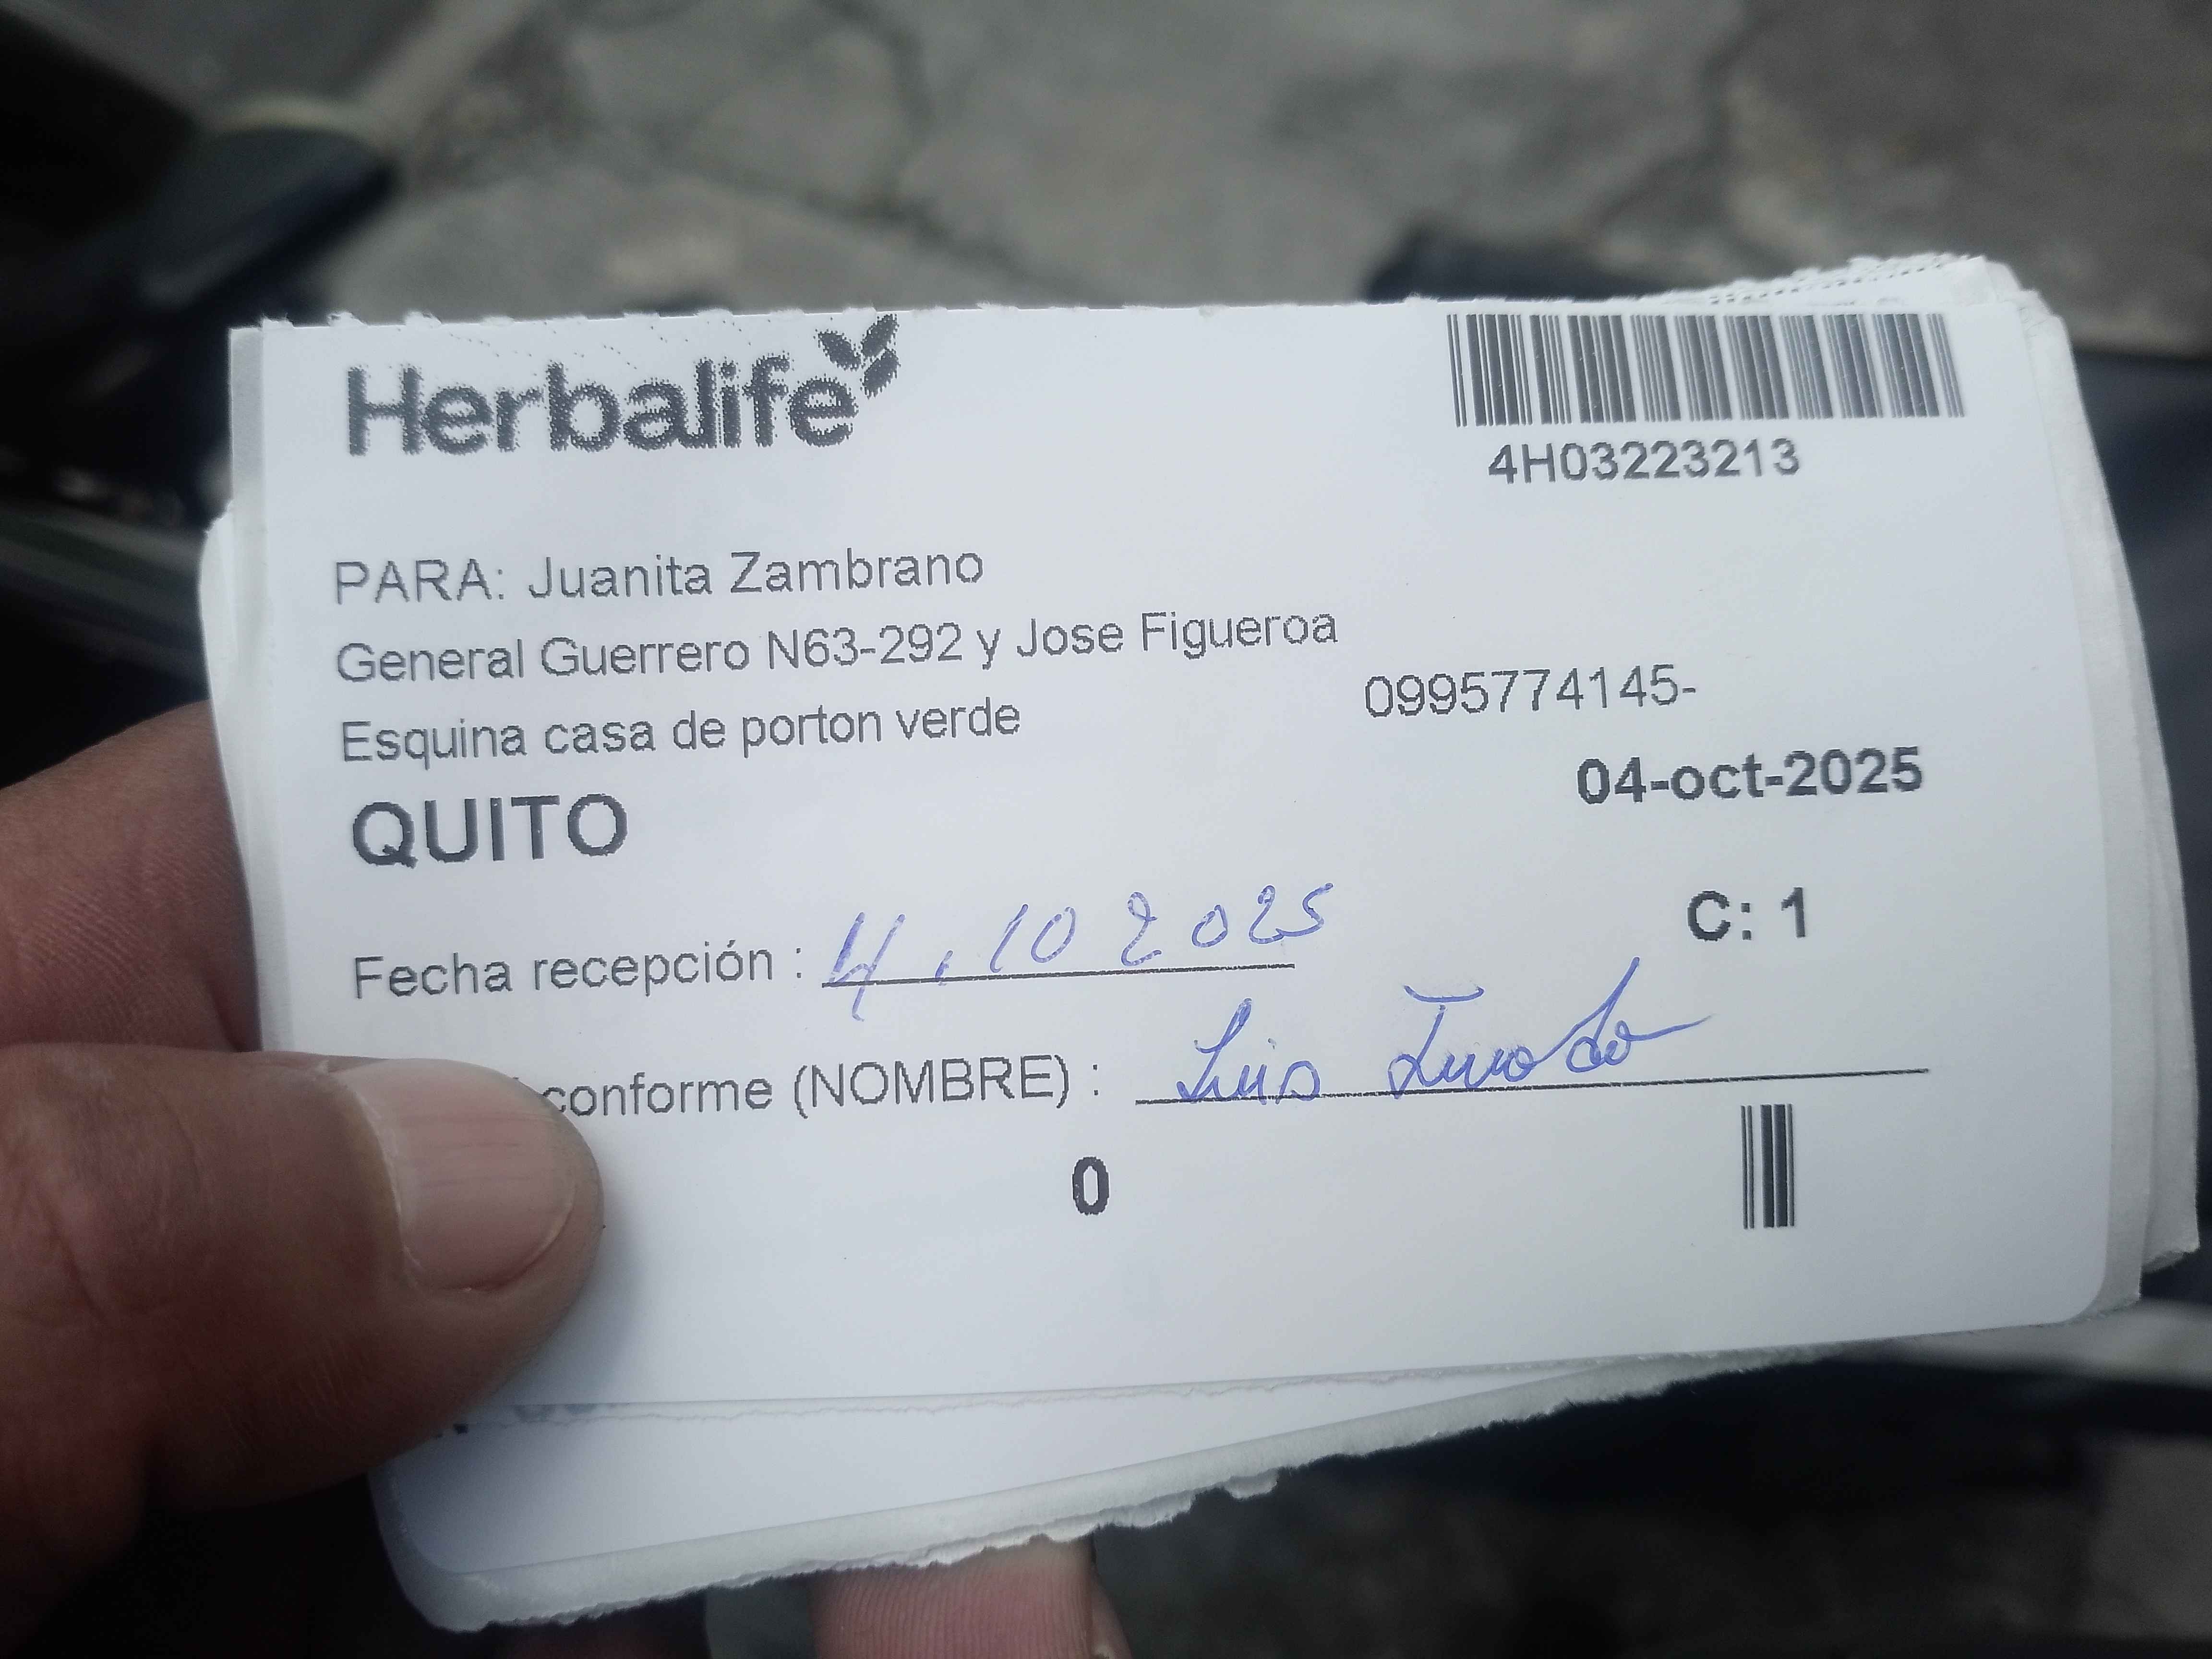 Herbalife
4H03223213
PARA: Juanita Zambrano
General Guerrero N63-292 y Jose Figueroa
Esquina casa de porton verde
0995774145-
QUITO
04-oct-2025
Fecha recepción : 4.10 2025
C: 1
conforme (NOMBRE) : Luis
0